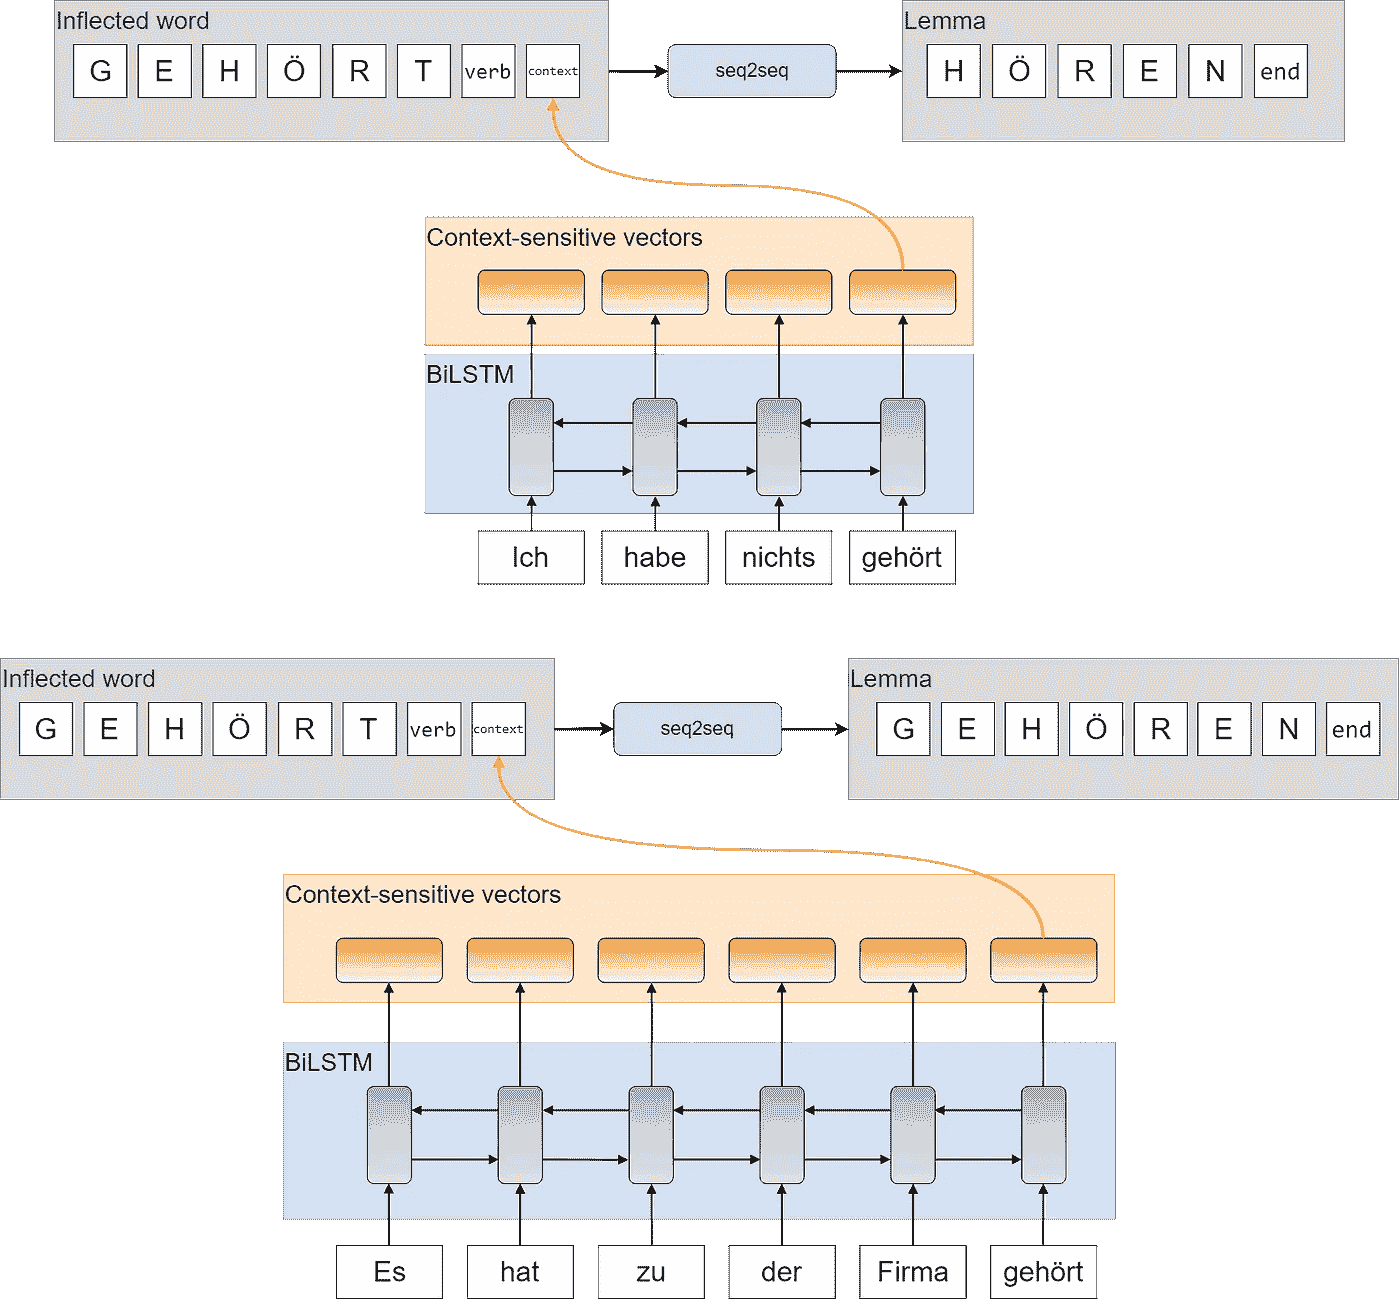 Inflected word
G E H Ö R T verb context
seq2seq
Lemma
H Ö R E N end
Context-sensitive vectors
BiLSTM
Ich habe nichts gehört
Inflected word
G E H Ö R T verb context
seq2seq
Lemma
G E H Ö R E N end
Context-sensitive vectors
BiLSTM
Es hat zu der Firma gehört